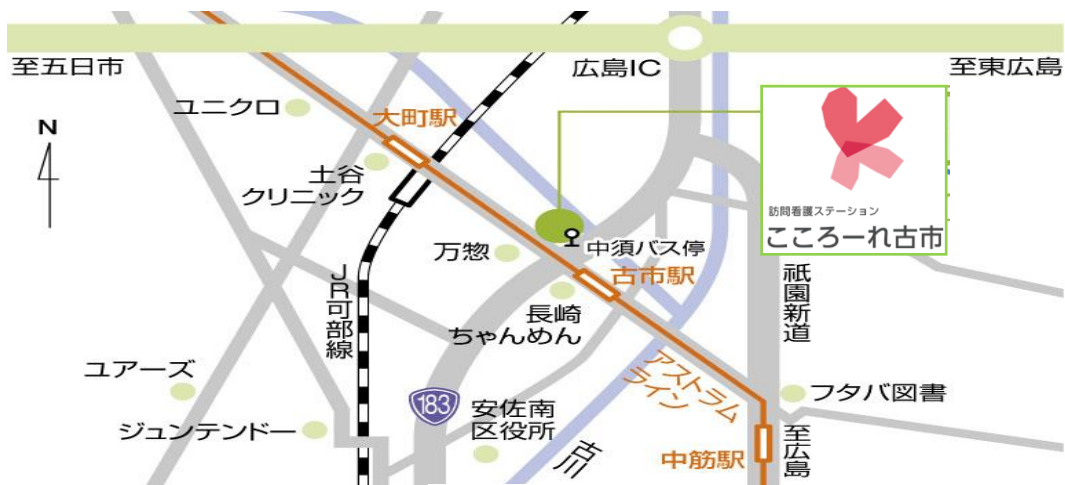 至五日市
広島IC
至東広島
ユニクロ
大町駅
N
土谷
クリニック
訪問看護ステーション
こころーれ古市
万惣
中須バス停
古市駅
JR可部線
長崎
ちゃんめん
祇園新道
ユアーズ
アストラム
ライン
フタバ図書
183
安佐南
区役所
ジュンテンドー
古川
中筋駅
至広島